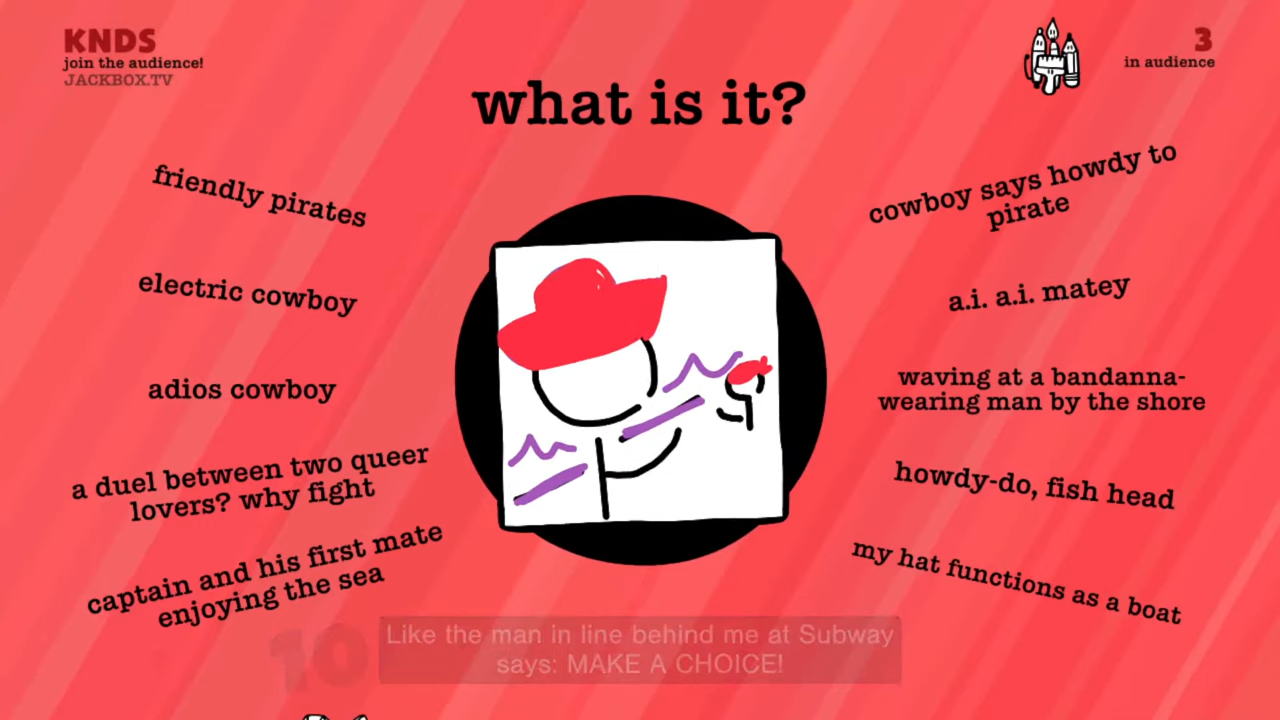 KNDS
join the audience!
JACKBOX.TV
3
in audience
what is it?
friendly pirates
electric cowboy
adios cowboy
a duel between two queer
lovers? why fight
captain and his first mate
enjoying the sea
cowboy says howdy to
pirate
a.i. a.i. matey
waving at a bandanna-
wearing man by the shore
howdy-do, fish head
my hat functions as a boat
10
Like the man in line behind me at Subway
says: MAKE A CHOICE!